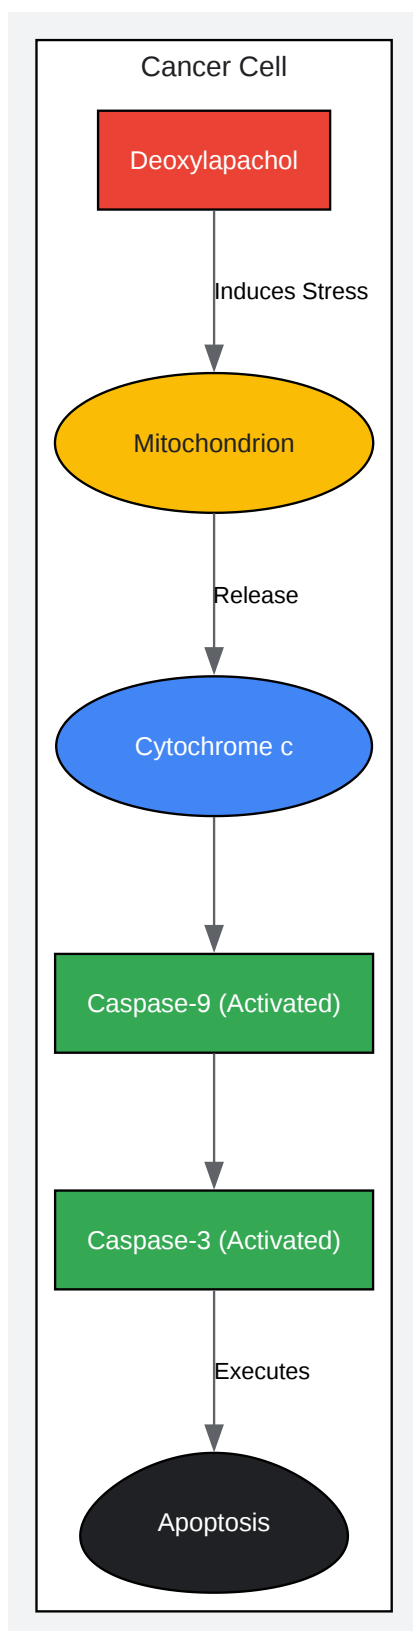 Cancer Cell
Deoxylapachol
Induces Stress
Mitochondrion
Release
Cytochrome c
Caspase-9 (Activated)
Caspase-3 (Activated)
Executes
Apoptosis